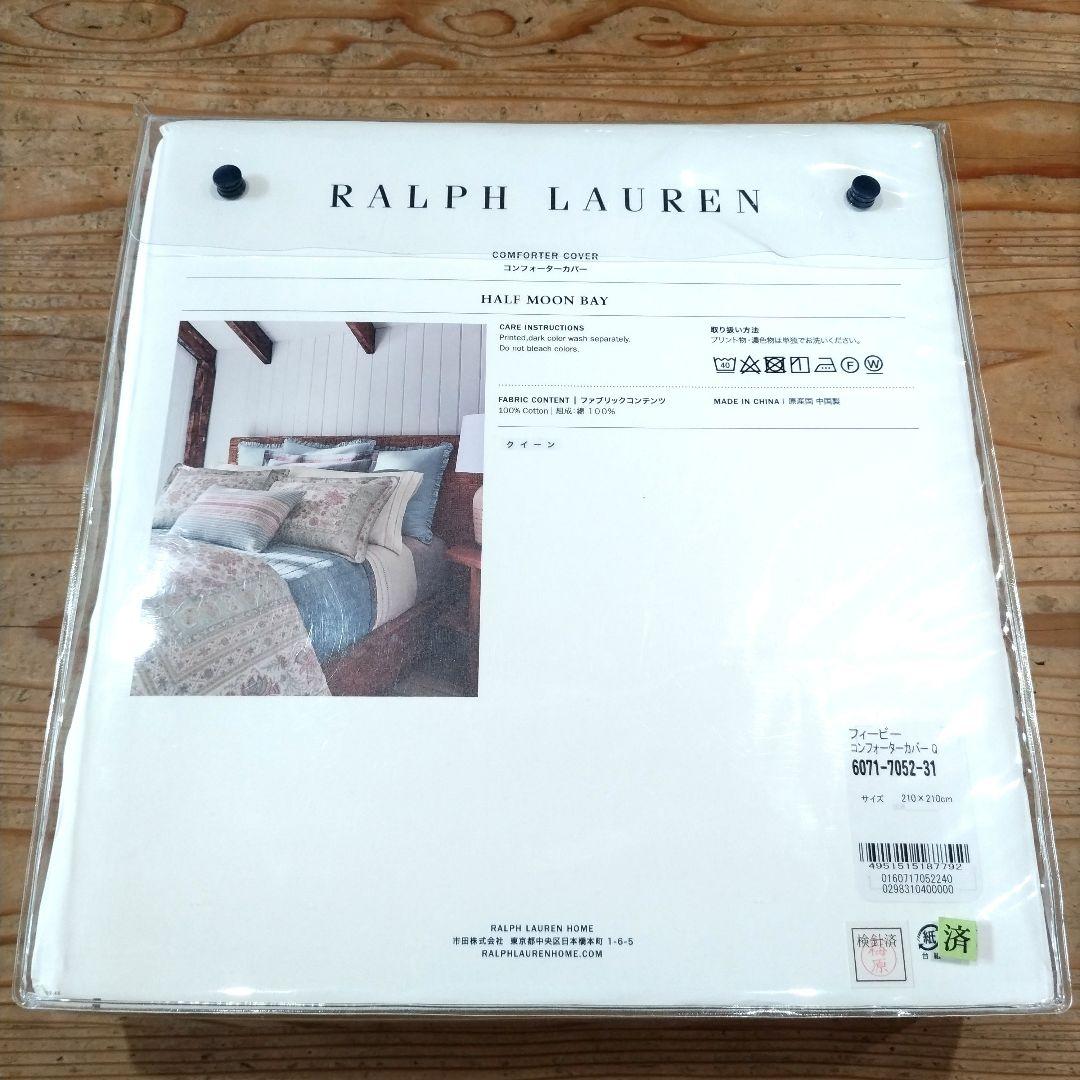 RALPH LAUREN
COMFORTER COVER
コンフォーターカバー
HALF MOON BAY
CARE INSTRUCTIONS
Printed,dark color wash separately.
Do not bleach colors.
取り扱い方法
プリント物・濃色物は単独でお洗いください。
40 F W
FABRIC CONTENT | ファブリックコンテンツ
100% Cotton | 組成:綿 100%
MADE IN CHINA | 原産国 中国製
クイーン
フィービー
コンフォーターカバー Q
6071-7052-31
サイズ 210×210cm
4951515187792
0160717052240
0298310400000
RALPH LAUREN HOME
市田株式会社 東京都中央区日本橋本町 1-6-5
RALPHLAURENHOME.COM
検針済
原
紙
済
台紙